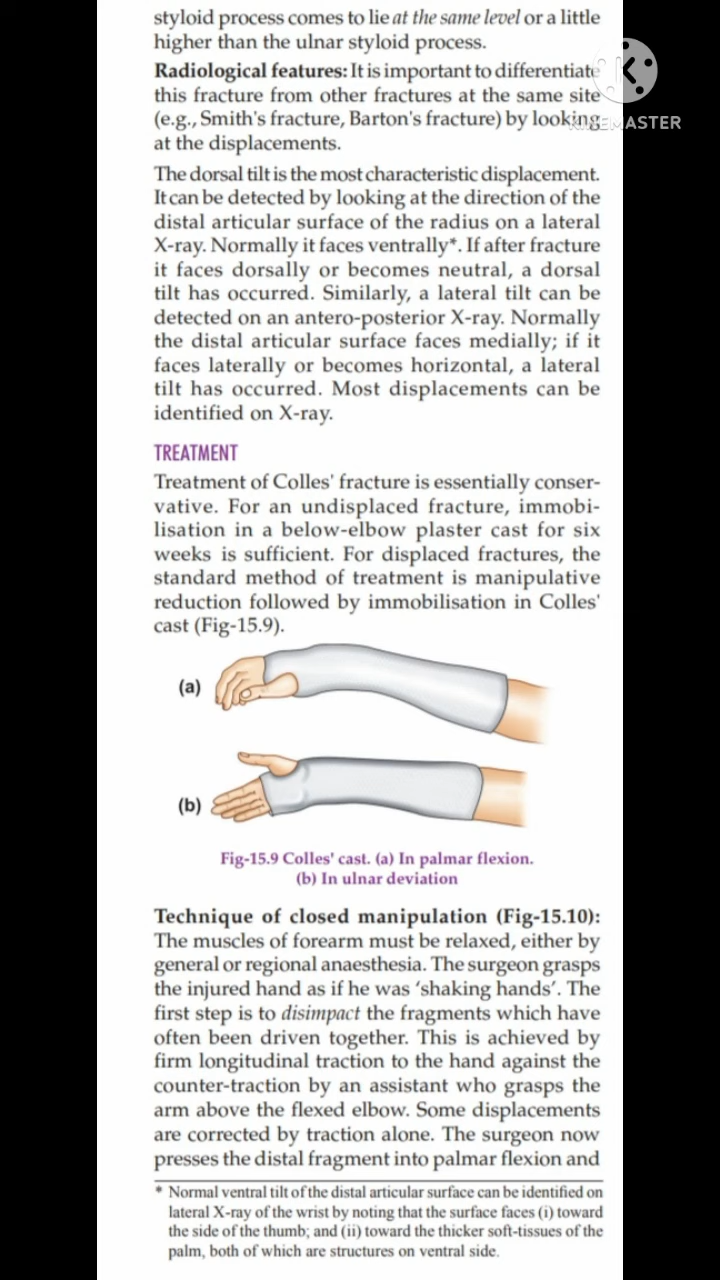 styloid process comes to lie at the same level or a little
higher than the ulnar styloid process.
Radiological features: It is important to differentiate
this fracture from other fractures at the same site
(e.g., Smith's fracture, Barton's fracture) by looking
at the displacements.
The dorsal tilt is the most characteristic displacement.
It can be detected by looking at the direction of the
distal articular surface of the radius on a lateral
X-ray. Normally it faces ventrally*. If after fracture
it faces dorsally or becomes neutral, a dorsal
tilt has occurred. Similarly, a lateral tilt can be
detected on an antero-posterior X-ray. Normally
the distal articular surface faces medially; if it
faces laterally or becomes horizontal, a lateral
tilt has occurred. Most displacements can be
identified on X-ray.
TREATMENT
Treatment of Colles' fracture is essentially conser-
vative. For an undisplaced fracture, immobi-
lisation in a below-elbow plaster cast for six
weeks is sufficient. For displaced fractures, the
standard method of treatment is manipulative
reduction followed by immobilisation in Colles'
cast (Fig-15.9).
(a)
(b)
Fig-15.9 Colles' cast. (a) In palmar flexion.
(b) In ulnar deviation
Technique of closed manipulation (Fig-15.10):
The muscles of forearm must be relaxed, either by
general or regional anaesthesia. The surgeon grasps
the injured hand as if he was 'shaking hands'. The
first step is to disimpact the fragments which have
often been driven together. This is achieved by
firm longitudinal traction to the hand against the
counter-traction by an assistant who grasps the
arm above the flexed elbow. Some displacements
are corrected by traction alone. The surgeon now
presses the distal fragment into palmar flexion and
* Normal ventral tilt of the distal articular surface can be identified on
lateral X-ray of the wrist by noting that the surface faces (i) toward
the side of the thumb; and (ii) toward the thicker soft-tissues of the
palm, both of which are structures on ventral side.
K
KINEMASTER